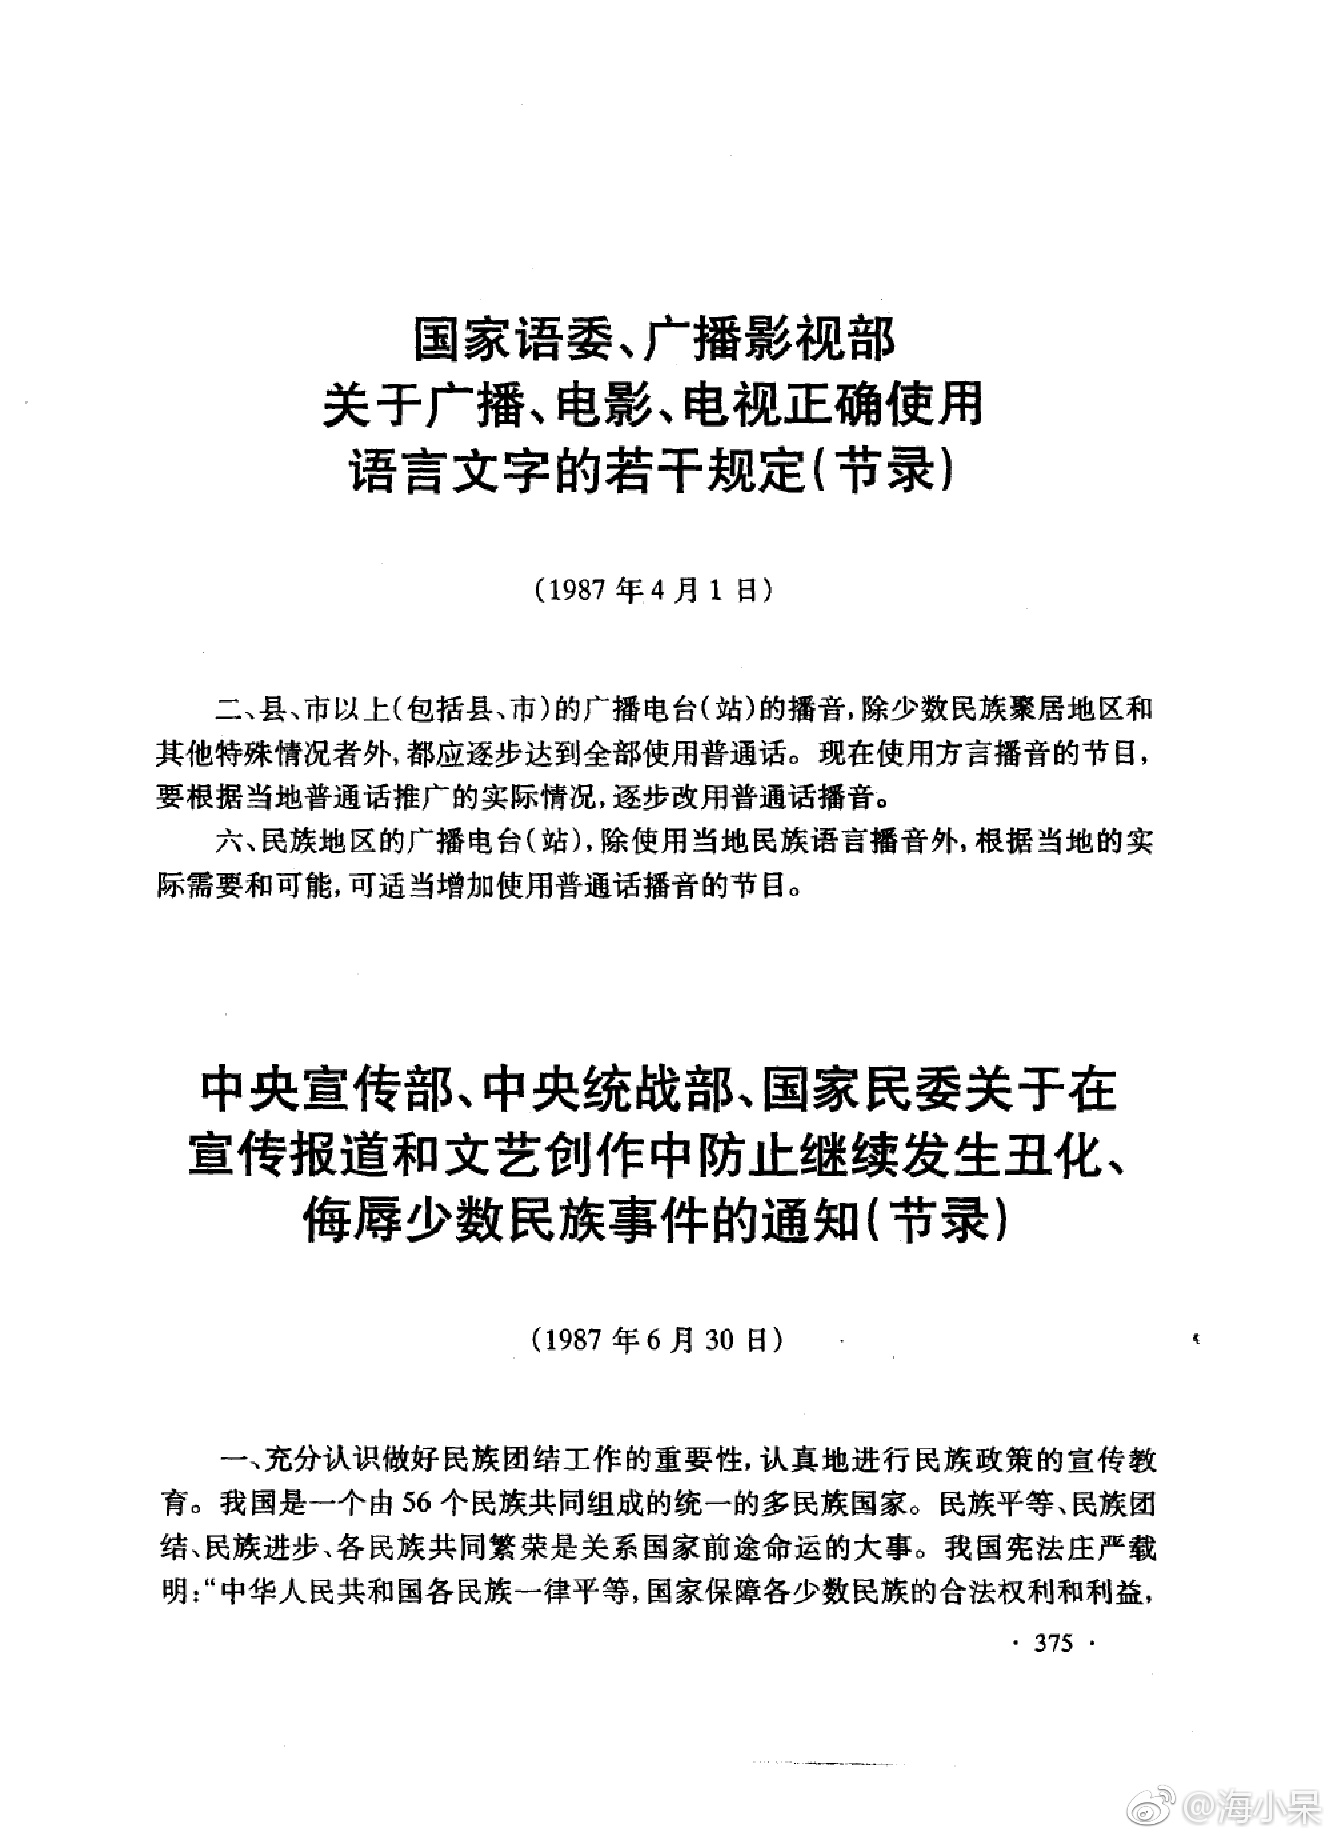 国家语委、广播影视部
关于广播、电影、电视正确使用
语言文字的若干规定(节录)
(1987年4月1日)
二、县、市以上(包括县、市)的广播电台(站)的播音,除少数民族聚居地区和
其他特殊情况者外,都应逐步达到全部使用普通话。现在使用方言播音的节目,
要根据当地普通话推广的实际情况,逐步改用普通话播音。
六、民族地区的广播电台(站),除使用当地民族语言播音外,根据当地的实
际需要和可能,可适当增加使用普通话播音的节目。
中央宣传部、中央统战部、国家民委关于在
宣传报道和文艺创作中防止继续发生丑化、
侮辱少数民族事件的通知(节录)
(1987年6月30日)
一、充分认识做好民族团结工作的重要性,认真地进行民族政策的宣传教
育。我国是一个由56个民族共同组成的统一的多民族国家。民族平等、民族团
结、民族进步、各民族共同繁荣是关系国家前途命运的大事。我国宪法庄严载
明:“中华人民共和国各民族一律平等,国家保障各少数民族的合法权利和利益,
· 375 ·
@海小呆